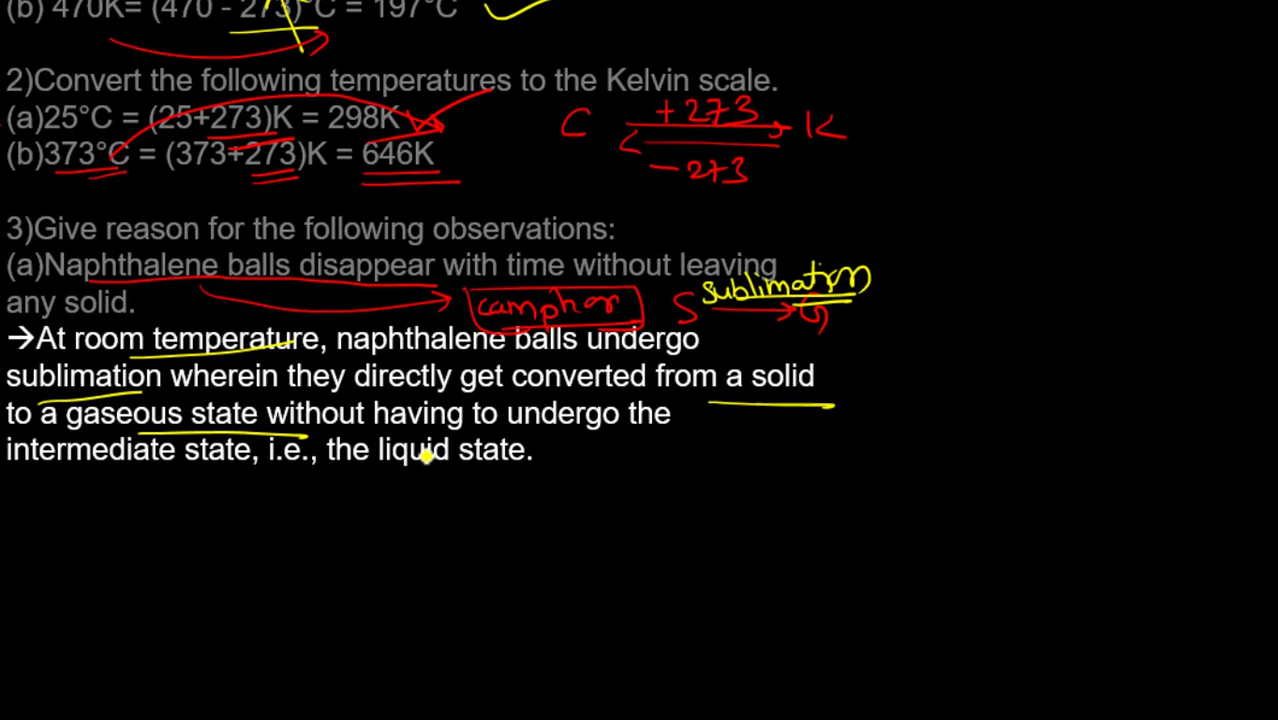 (b) 470K= (470 - 273)°C = 197°C
2)Convert the following temperatures to the Kelvin scale.
(a)25°C = (25+273)K = 298K
(b)373°C = (373+273)K = 646K
C +273 K
-273
3)Give reason for the following observations:
(a)Naphthalene balls disappear with time without leaving
any solid.
camphor S sublimation G
→At room temperature, naphthalene balls undergo
sublimation wherein they directly get converted from a solid
to a gaseous state without having to undergo the
intermediate state, i.e., the liquid state.